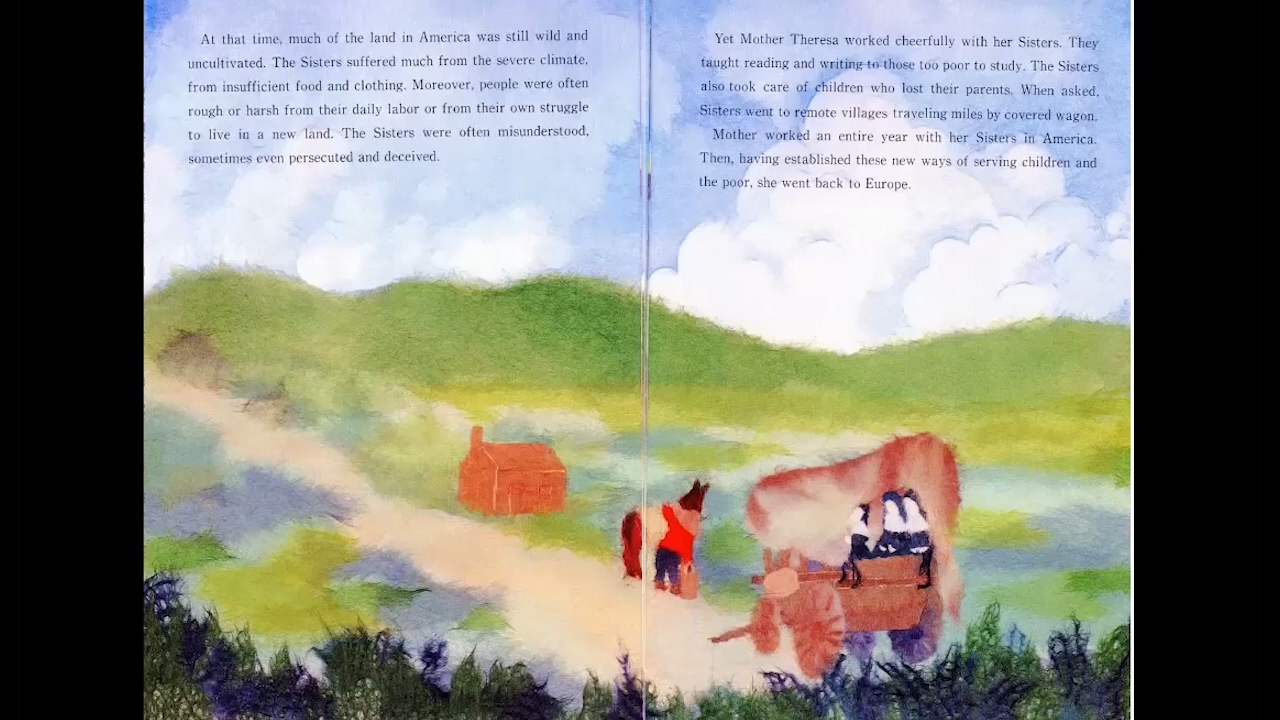 At that time, much of the land in America was still wild and
uncultivated. The Sisters suffered much from the severe climate,
from insufficient food and clothing. Moreover, people were often
rough or harsh from their daily labor or from their own struggle
to live in a new land. The Sisters were often misunderstood,
sometimes even persecuted and deceived.
Yet Mother Theresa worked cheerfully with her Sisters. They
taught reading and writing to those too poor to study. The Sisters
also took care of children who lost their parents. When asked,
Sisters went to remote villages traveling miles by covered wagon.
Mother worked an entire year with her Sisters in America.
Then, having established these new ways of serving children and
the poor, she went back to Europe.